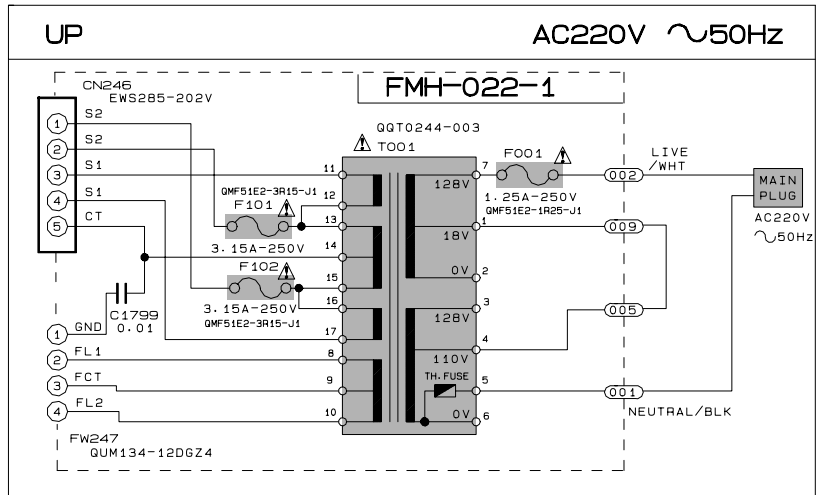 UP
AC220V 50Hz
FMH-022-1
CN246
EWS285-202V
1 S2
2 S2
3 S1
4 S1
5 CT
QQT0244-003
T001
11
12
13
14
15
16
17
8
9
10
QMF51E2-3R15-J1
F101
3.15A-250V
F102
3.15A-250V
QMF51E2-3R15-J1
C1799
0.01
1 GND
2 FL1
3 FCT
4 FL2
FW247
QUM134-12DGZ4
128V
18V
0V
128V
110V
TH.FUSE
0V
7
1
2
3
4
5
6
F001
1.25A-250V
QMF51E2-1R25-J1
002
009
005
001
LIVE
/WHT
NEUTRAL/BLK
MAIN
PLUG
AC220V
50Hz